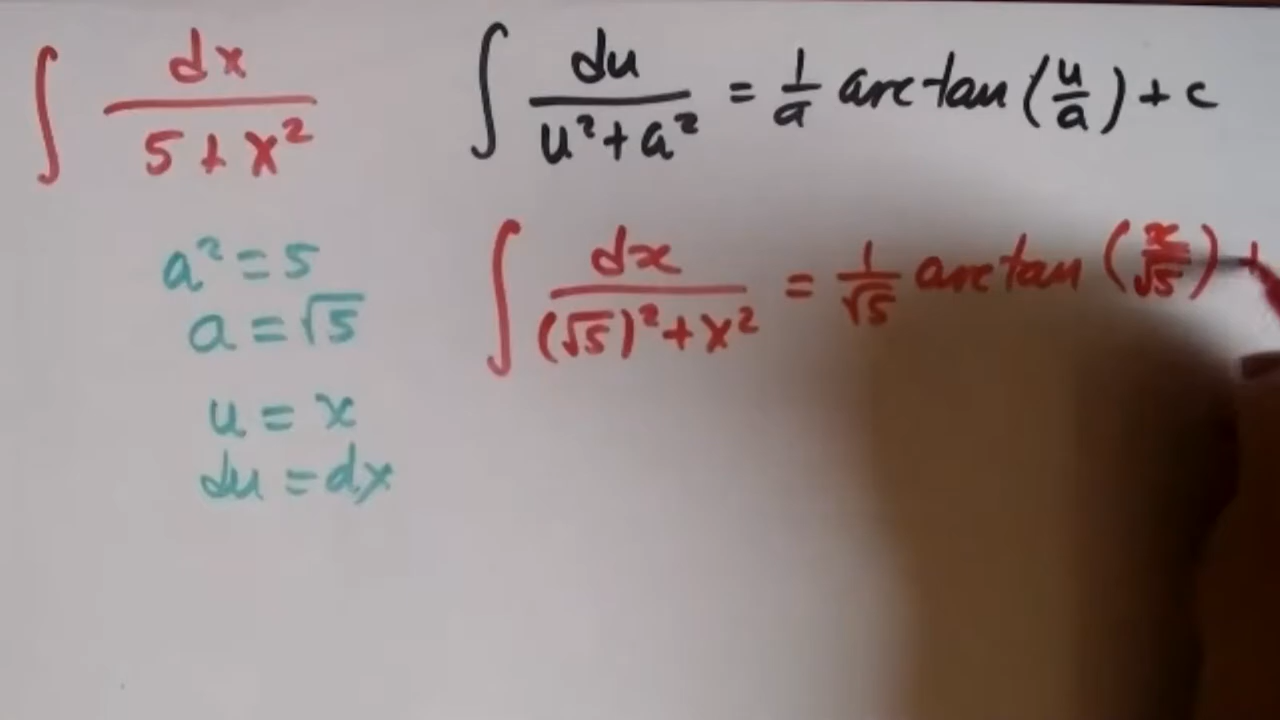 ∫ dx / (5 + x²)
∫ du / (u² + a²) = 1/a arctan (u/a) + c
a² = 5
a = √5
u = x
du = dx
∫ dx / ((√5)² + x²) = 1/√5 arctan (x/√5) +